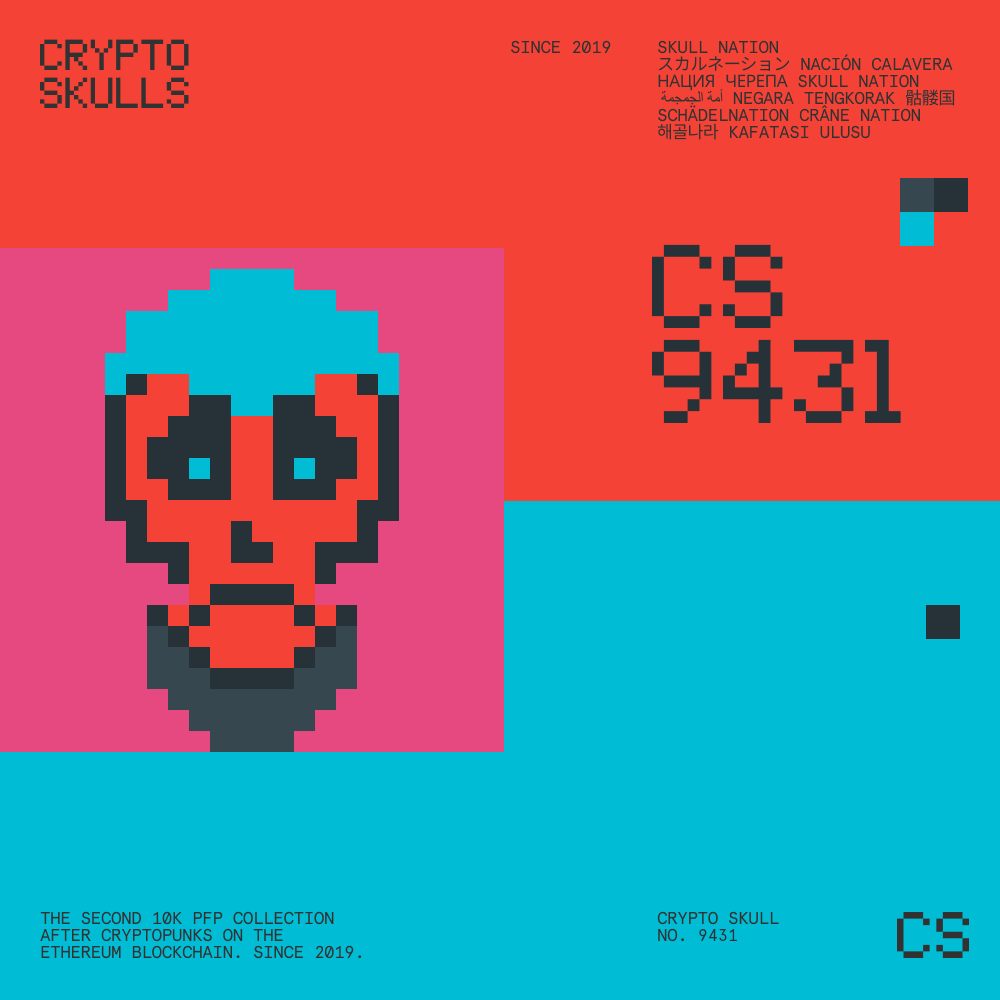 CRYPTO
SKULLS
SINCE 2019
SKULL NATION
スカルネーション NACIÓN CALAVERA
НАЦИЯ ЧЕРЕПА SKULL NATION
أمة الجمجمة NEGARA TENGKORAK 骷髅国
SCHÄDELNATION CRÂNE NATION
해골나라 KAFATASI ULUSU
CS
9431
THE SECOND 10K PFP COLLECTION
AFTER CRYPTOPUNKS ON THE
ETHEREUM BLOCKCHAIN. SINCE 2019.
CRYPTO SKULL
NO. 9431
CS